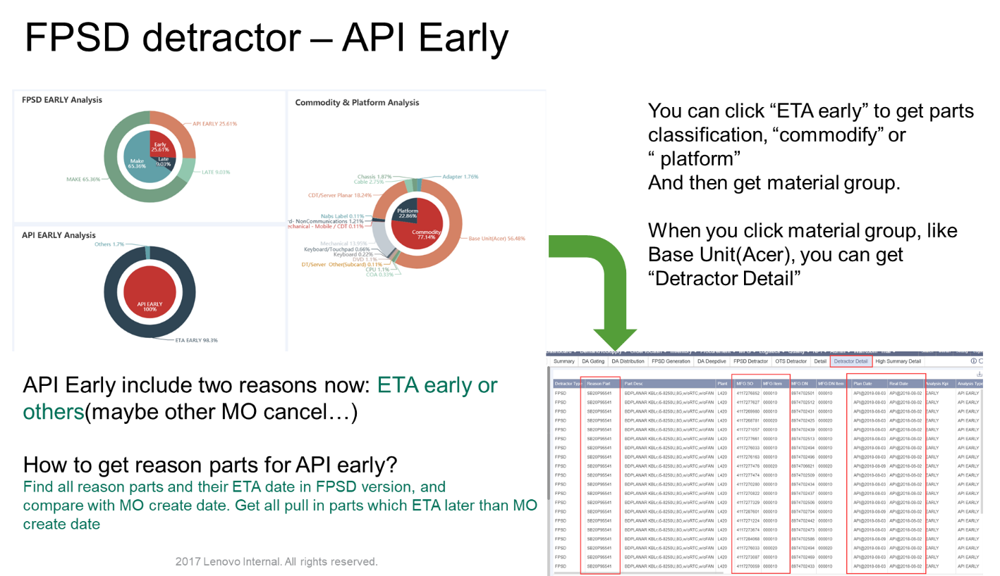 FPSD detractor – API Early
FPSD EARLY Analysis
API EARLY 25.61%
Early
25.61%
Late
9.03%
Make
65.36%
LATE 9.03%
MAKE 65.36%
API EARLY Analysis
Others 1.7%
API EARLY
100%
ETA EARLY 98.3%
Commodity & Platform Analysis
Chassis 1.87%
Adapter 1.76%
Cable 2.75%
CDT/Server Planar 18.24%
Platform
22.86%
Nabs Label 0.11%
rd- NonCommunications 1.21%
echanical - Mobile / CDT 0.11%
Commodity
77.14%
Base Unit(Acer) 56.48%
Mechanical 13.95%
Keyboard/Touchpad 0.66%
Keyboard 0.22%
DVD 1.1%
DT/Server Other(Subcard) 0.11%
CPU 1.1%
COA 0.33%
You can click “ETA early” to get parts
classification, “commodify” or
“ platform”
And then get material group.
When you click material group, like
Base Unit(Acer), you can get
“Detractor Detail”
API Early include two reasons now: ETA early or
others(maybe other MO cancel…)
How to get reason parts for API early?
Find all reason parts and their ETA date in FPSD version, and
compare with MO create date. Get all pull in parts which ETA later than MO
create date
2017 Lenovo Internal. All rights reserved.
Summary DA Gating DA Distribution FPSD Generation DA Deepdive FPSD Detractor OTS Detractor Detail Detractor Detail High Summary Detail
Detractor Type Reason Part Part Desc Plant MFG SO MFG Item MFG DN MFG DN Item Plan Date Real Date Analysis Kpi Analysis Type
FPSD SB20P95541 BDPLANAR KBLr,i5-8250U,8G,w/oRTC,w/oFAN L420 4117276852 000010 8974702501 000010 API@2018-08-03 API@2018-08-02 EARLY API EARLY
FPSD SB20P95541 BDPLANAR KBLr,i5-8250U,8G,w/oRTC,w/oFAN L420 4117277627 000010 8974702512 000010 API@2018-08-03 API@2018-08-02 EARLY API EARLY
FPSD SB20P95541 BDPLANAR KBLr,i5-8250U,8G,w/oRTC,w/oFAN L420 4117269980 000010 8974702431 000010 API@2018-08-03 API@2018-08-02 EARLY API EARLY
FPSD SB20P95541 BDPLANAR KBLr,i5-8250U,8G,w/oRTC,w/oFAN L420 4117268781 000020 8974702425 000020 API@2018-08-03 API@2018-08-02 EARLY API EARLY
FPSD SB20P95541 BDPLANAR KBLr,i5-8250U,8G,w/oRTC,w/oFAN L420 4117271057 000010 8974702439 000010 API@2018-08-03 API@2018-08-02 EARLY API EARLY
FPSD SB20P95541 BDPLANAR KBLr,i5-8250U,8G,w/oRTC,w/oFAN L420 4117277661 000010 8974702513 000010 API@2018-08-03 API@2018-08-02 EARLY API EARLY
FPSD SB20P95541 BDPLANAR KBLr,i5-8250U,8G,w/oRTC,w/oFAN L420 4117276033 000010 8974702494 000010 API@2018-08-03 API@2018-08-02 EARLY API EARLY
FPSD SB20P95541 BDPLANAR KBLr,i5-8250U,8G,w/oRTC,w/oFAN L420 4117276163 000010 8974702496 000010 API@2018-08-03 API@2018-08-02 EARLY API EARLY
FPSD SB20P95541 BDPLANAR KBLr,i5-8250U,8G,w/oRTC,w/oFAN L420 4117277476 000020 8974706621 000020 API@2018-08-09 API@2018-08-02 EARLY API EARLY
FPSD SB20P95541 BDPLANAR KBLr,i5-8250U,8G,w/oRTC,w/oFAN L420 4117277474 000010 8974702509 000010 API@2018-08-03 API@2018-08-02 EARLY API EARLY
FPSD SB20P95541 BDPLANAR KBLr,i5-8250U,8G,w/oRTC,w/oFAN L420 4117270280 000010 8974702434 000010 API@2018-08-03 API@2018-08-02 EARLY API EARLY
FPSD SB20P95541 BDPLANAR KBLr,i5-8250U,8G,w/oRTC,w/oFAN L420 4117270822 000010 8974702437 000010 API@2018-08-03 API@2018-08-02 EARLY API EARLY
FPSD SB20P95541 BDPLANAR KBLr,i5-8250U,8G,w/oRTC,w/oFAN L420 4117277329 000010 8974702506 000010 API@2018-08-03 API@2018-08-02 EARLY API EARLY
FPSD SB20P95541 BDPLANAR KBLr,i5-8250U,8G,w/oRTC,w/oFAN L420 4117287601 000010 8974702704 000010 API@2018-08-09 API@2018-08-02 EARLY API EARLY
FPSD SB20P95541 BDPLANAR KBLr,i5-8250U,8G,w/oRTC,w/oFAN L420 4117271224 000010 8974702442 000010 API@2018-08-03 API@2018-08-02 EARLY API EARLY
FPSD SB20P95541 BDPLANAR KBLr,i5-8250U,8G,w/oRTC,w/oFAN L420 4117273674 000010 8974702473 000010 API@2018-08-03 API@2018-08-02 EARLY API EARLY
FPSD SB20P95541 BDPLANAR KBLr,i5-8250U,8G,w/oRTC,w/oFAN L420 4117284068 000010 8974702586 000010 API@2018-08-09 API@2018-08-02 EARLY API EARLY
FPSD SB20P95541 BDPLANAR KBLr,i5-8250U,8G,w/oRTC,w/oFAN L420 4117276033 000020 8974702494 000020 API@2018-08-03 API@2018-08-02 EARLY API EARLY
FPSD SB20P95541 BDPLANAR KBLr,i5-8250U,8G,w/oRTC,w/oFAN L420 4117273087 000010 8974702469 000010 API@2018-08-03 API@2018-08-02 EARLY API EARLY
FPSD SB20P95541 BDPLANAR KBLr,i5-8250U,8G,w/oRTC,w/oFAN L420 4117270059 000010 8974702433 000010 API@2018-08-03 API@2018-08-02 EARLY API EARLY